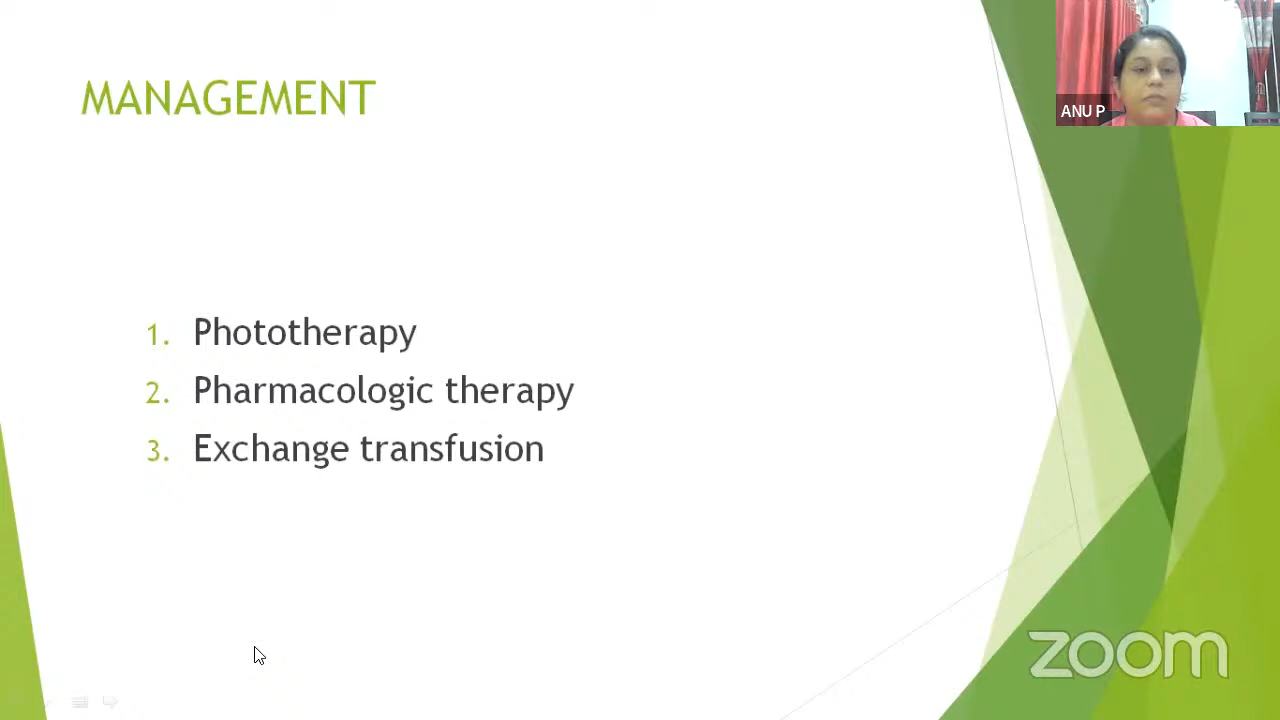 MANAGEMENT
ANU P
1. Phototherapy
2. Pharmacologic therapy
3. Exchange transfusion
zoom